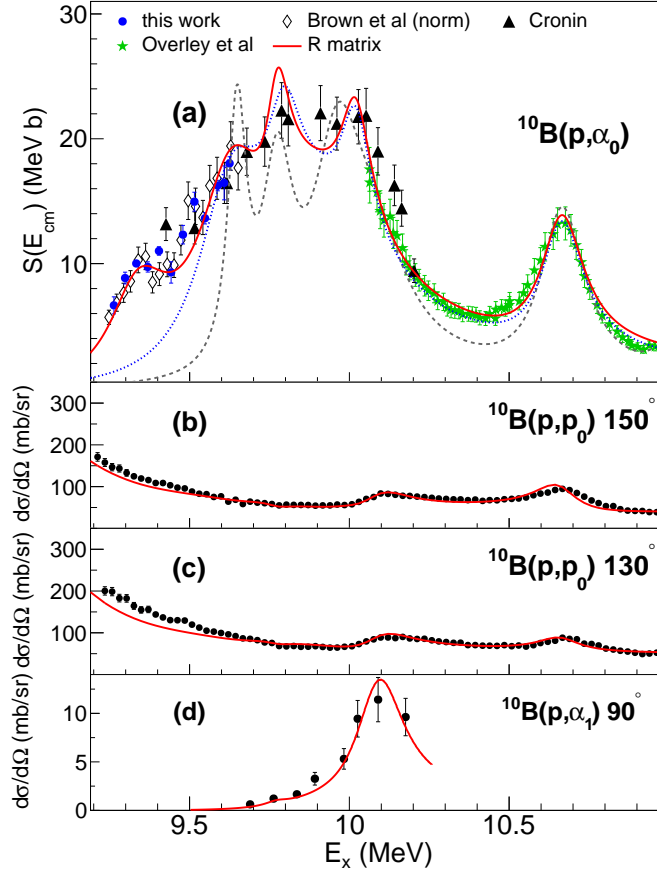 this work
Brown et al (norm)
Cronin
Overley et al
R matrix
30
20
10
S(E_cm) (MeV b)
(a)
¹⁰B(p,α₀)
300
200
100
dσ/dΩ (mb/sr)
(b)
¹⁰B(p,p₀) 150°
300
200
100
dσ/dΩ (mb/sr)
(c)
¹⁰B(p,p₀) 130°
10
5
0
dσ/dΩ (mb/sr)
(d)
¹⁰B(p,α₁) 90°
9.5 10 10.5
E_x (MeV)